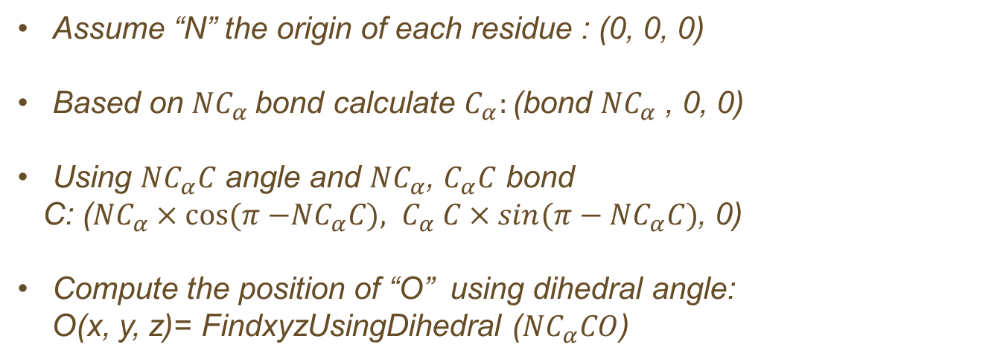 • Assume “N” the origin of each residue : (0, 0, 0)
• Based on 𝑁𝐶𝛼 bond calculate 𝐶𝛼: (bond 𝑁𝐶𝛼 , 0, 0)
• Using 𝑁𝐶𝛼𝐶 angle and 𝑁𝐶𝛼, 𝐶𝛼𝐶 bond
C: (𝑁𝐶𝛼 × cos(𝜋 −𝑁𝐶𝛼𝐶), 𝐶𝛼 𝐶 × 𝑠𝑖𝑛(𝜋 − 𝑁𝐶𝛼𝐶), 0)
• Compute the position of “O” using dihedral angle:
O(x, y, z)= FindxyzUsingDihedral (𝑁𝐶𝛼𝐶𝑂)